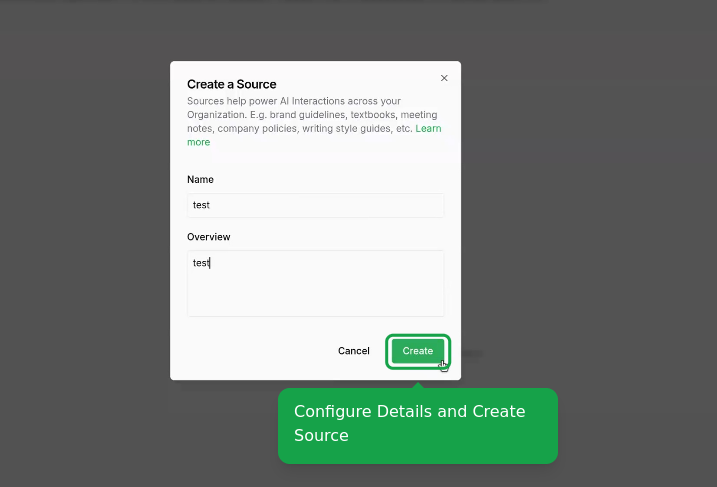 Create a Source
Sources help power AI Interactions across your
Organization. E.g. brand guidelines, textbooks, meeting
notes, company policies, writing style guides, etc. Learn
more
Name
test
Overview
test
Cancel
Create
Configure Details and Create
Source